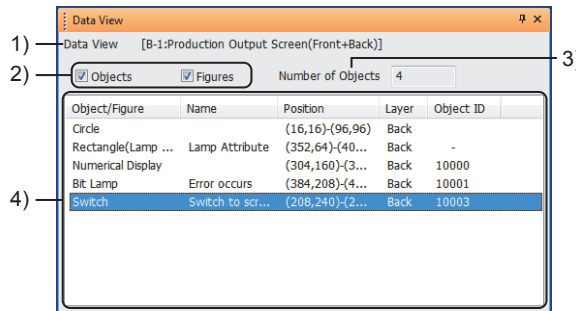 Data View
1) Data View [B-1:Production Output Screen(Front+Back)]
2) Objects Figures Number of Objects 4 3)
Object/Figure Name Position Layer Object ID
Circle (16,16)-(96,96) Back
Rectangle(Lamp ... Lamp Attribute (352,64)-(40... Back -
Numerical Display (304,160)-(3... Back 10000
Bit Lamp Error occurs (384,208)-(4... Back 10001
4) Switch Switch to scr... (208,240)-(2... Back 10003